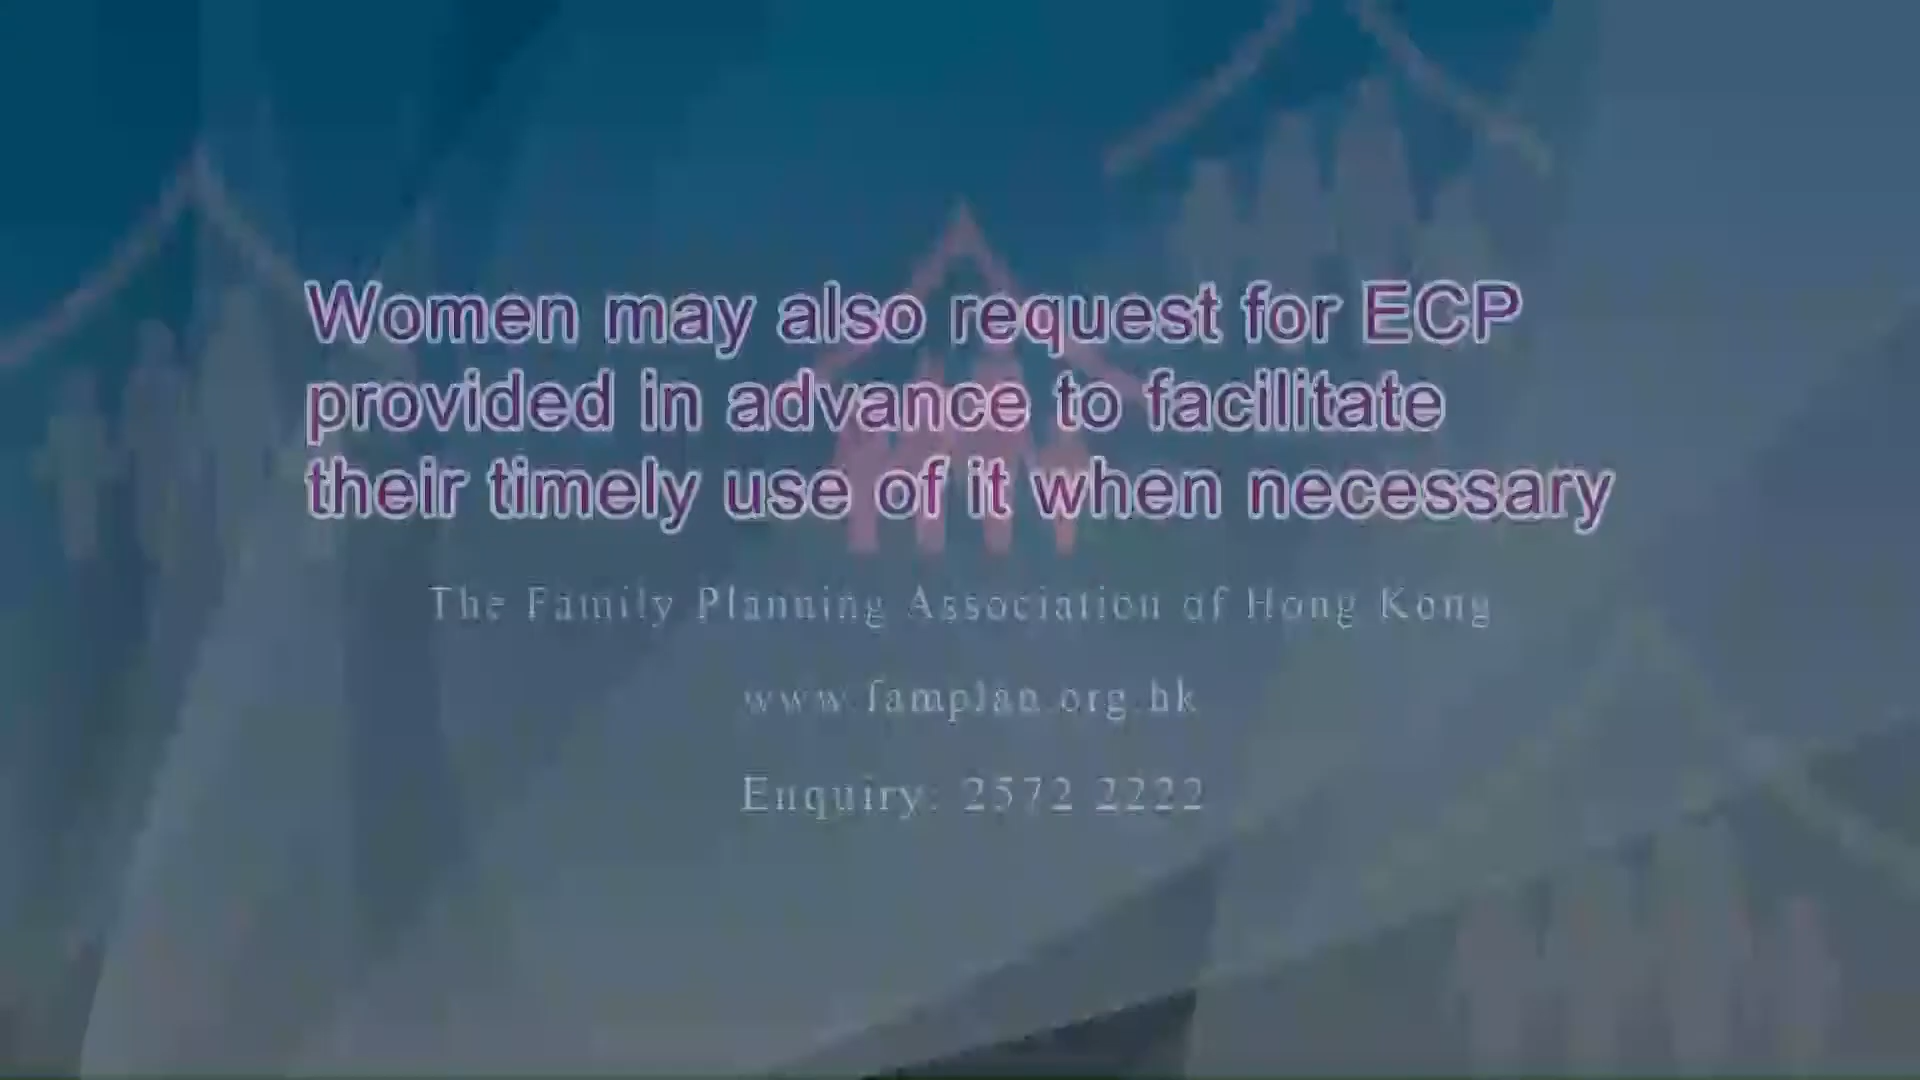 Women may also request for ECP
provided in advance to facilitate
their timely use of it when necessary
The Family Planning Association of Hong Kong
www.famplan.org.hk
Enquiry: 2572 2222